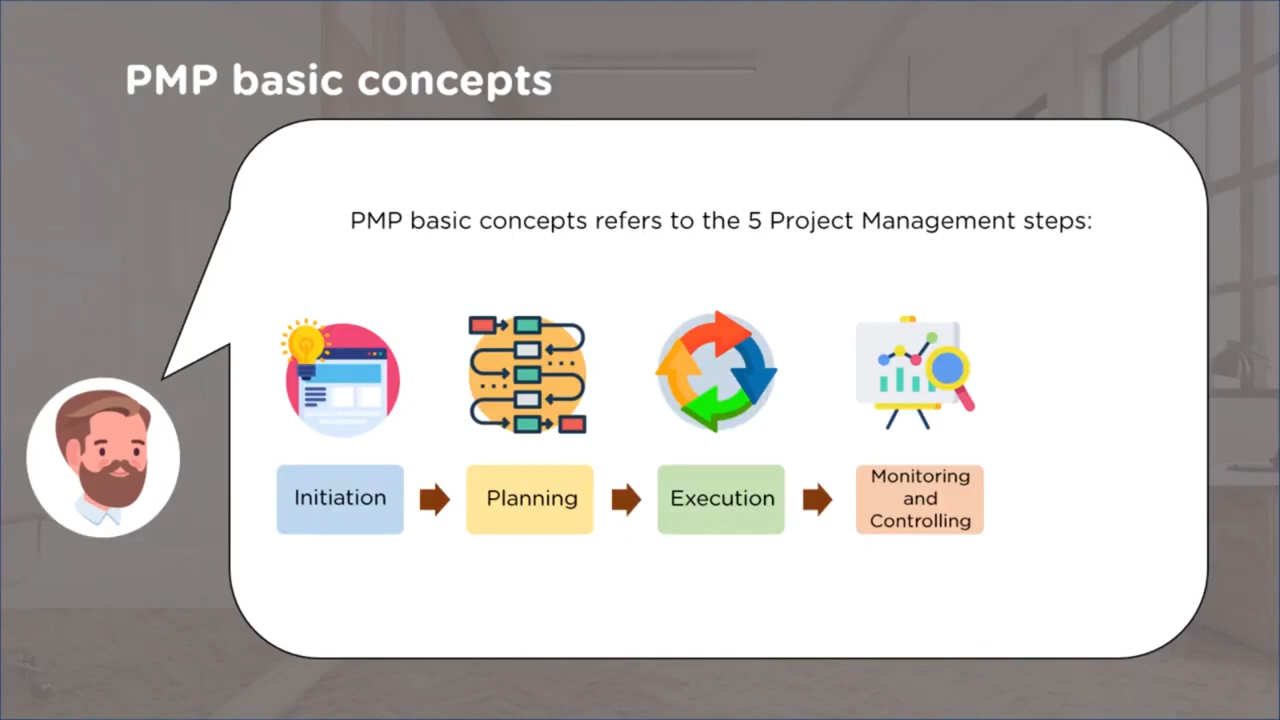 PMP basic concepts
PMP basic concepts refers to the 5 Project Management steps:
Initiation
Planning
Execution
Monitoring
and
Controlling